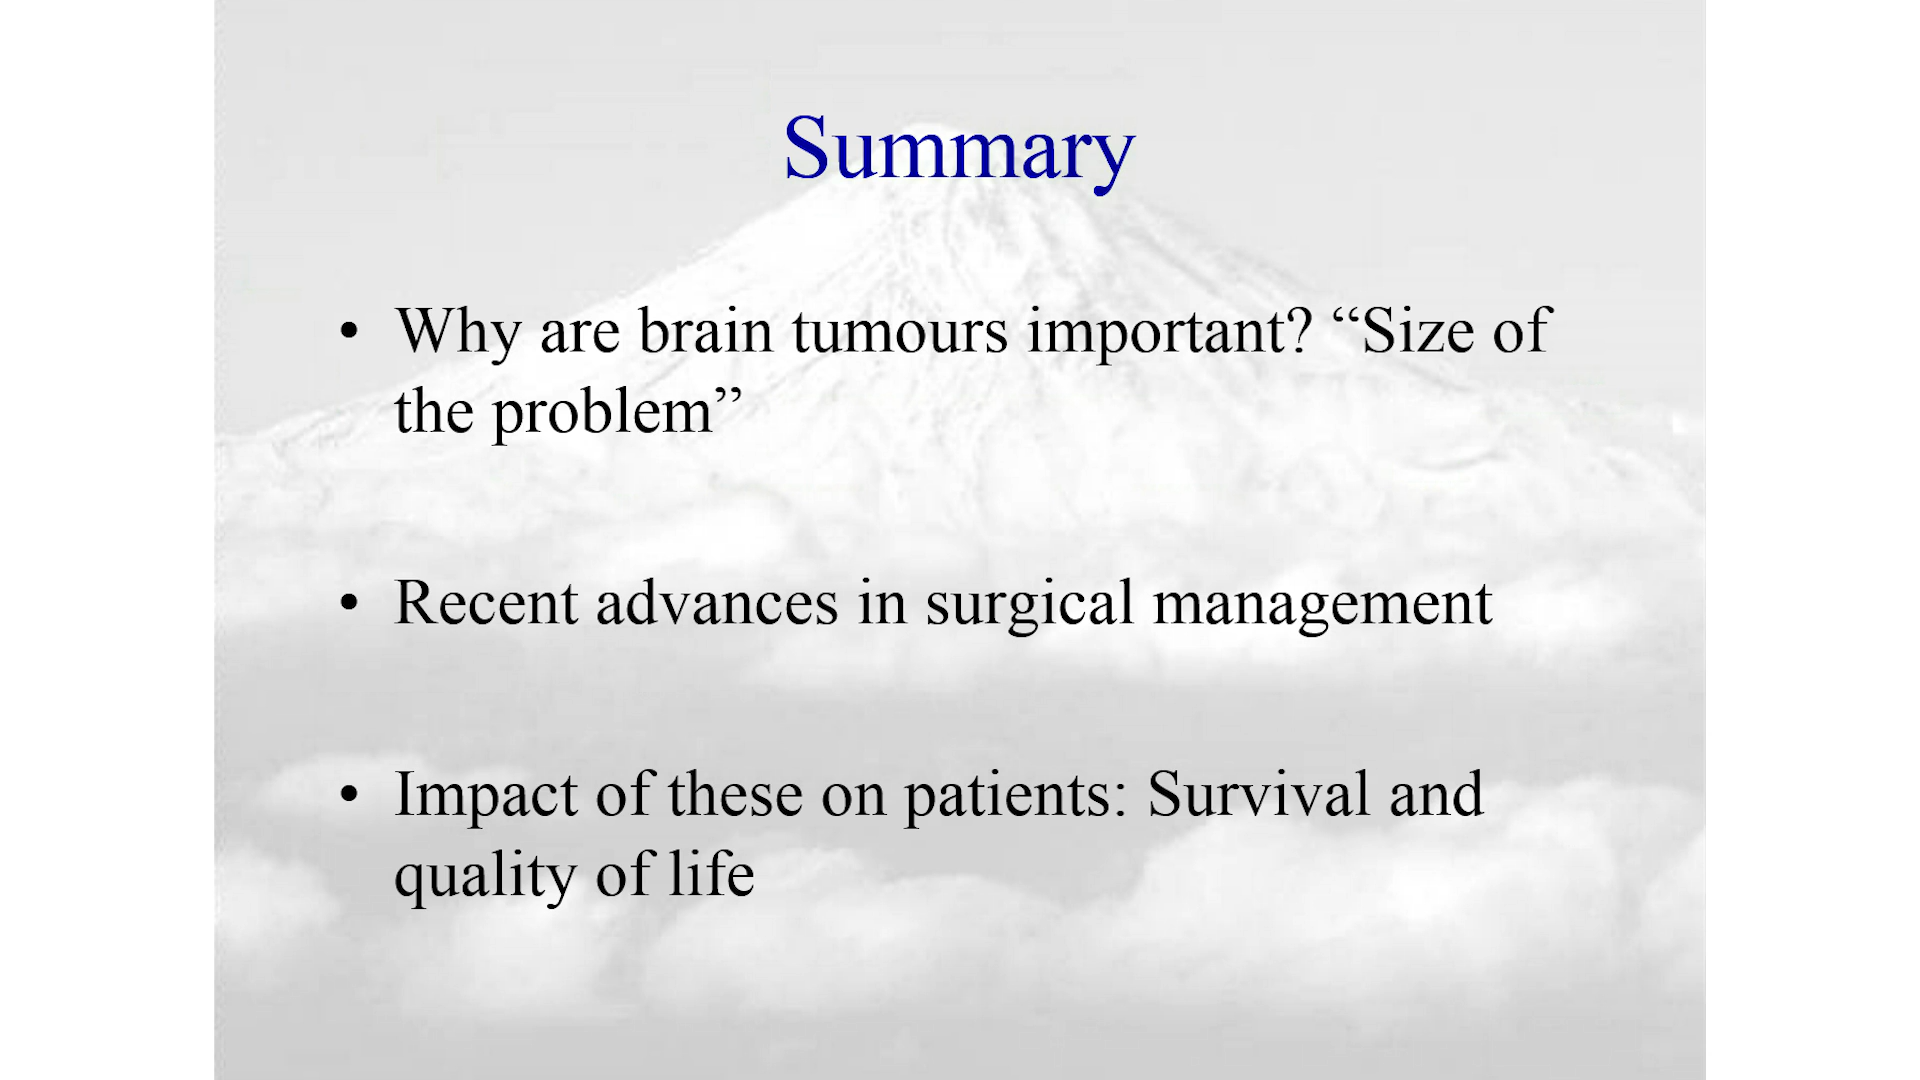 Summary
• Why are brain tumours important? “Size of
the problem”
• Recent advances in surgical management
• Impact of these on patients: Survival and
quality of life